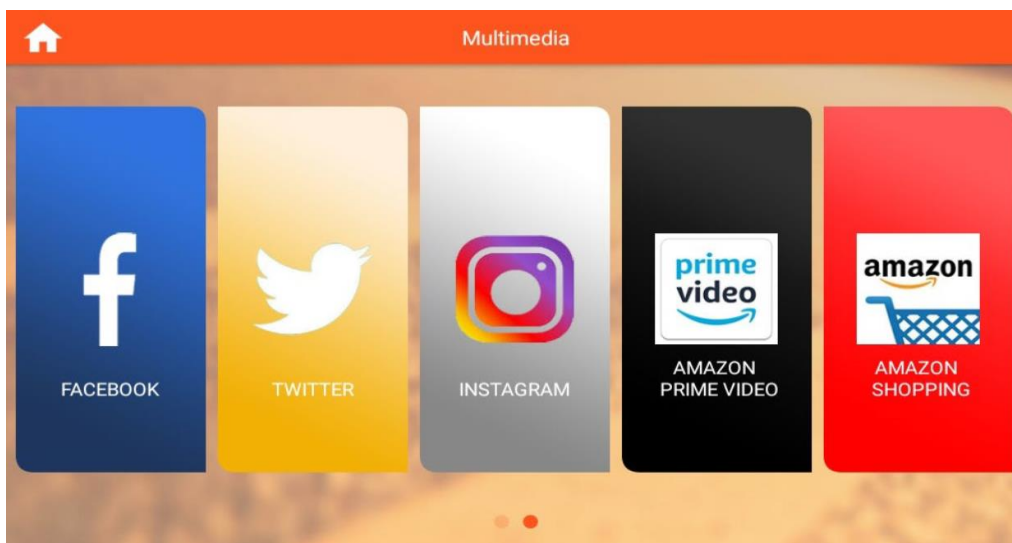 Multimedia
FACEBOOK
TWITTER
INSTAGRAM
prime
video
AMAZON
PRIME VIDEO
amazon
AMAZON
SHOPPING